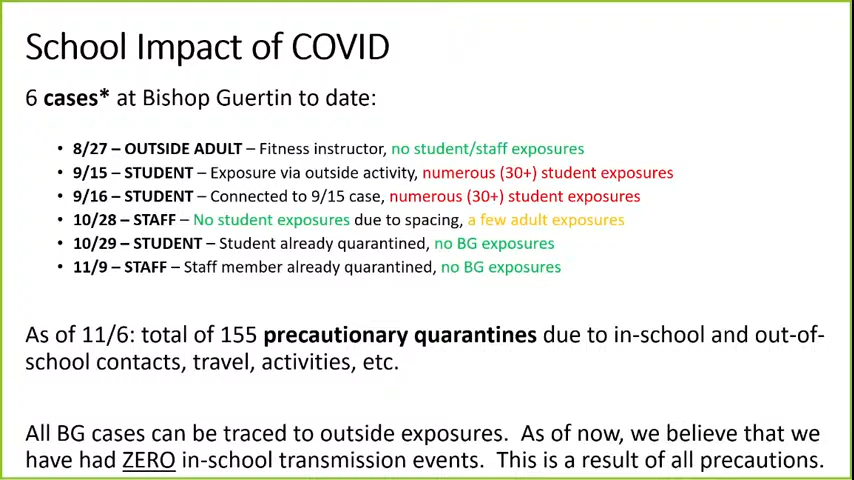 School Impact of COVID
6 cases* at Bishop Guertin to date:
• 8/27 – OUTSIDE ADULT – Fitness instructor, no student/staff exposures
• 9/15 – STUDENT – Exposure via outside activity, numerous (30+) student exposures
• 9/16 – STUDENT – Connected to 9/15 case, numerous (30+) student exposures
• 10/28 – STAFF – No student exposures due to spacing, a few adult exposures
• 10/29 – STUDENT – Student already quarantined, no BG exposures
• 11/9 – STAFF – Staff member already quarantined, no BG exposures
As of 11/6: total of 155 precautionary quarantines due to in-school and out-of-
school contacts, travel, activities, etc.
All BG cases can be traced to outside exposures.  As of now, we believe that we
have had ZERO in-school transmission events.  This is a result of all precautions.